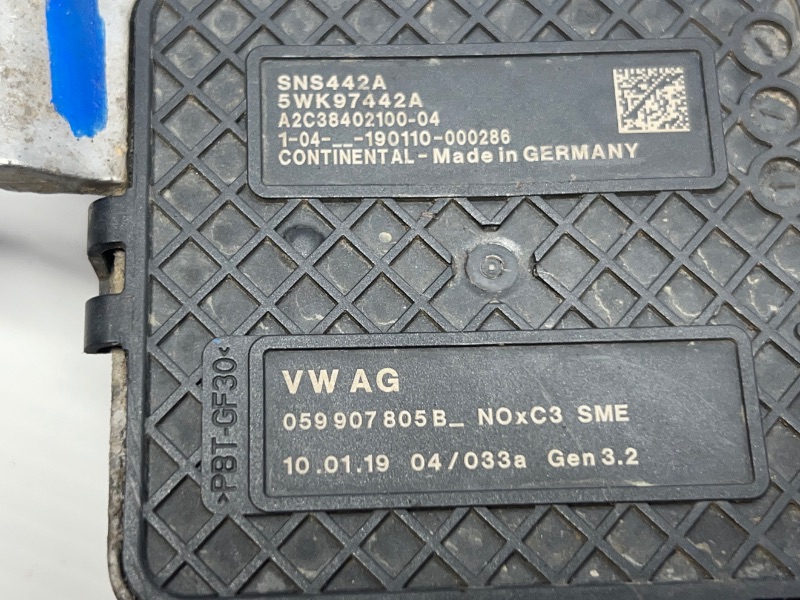 SNS442A
5WK97442A
A2C38402100-04
1-04-__-190110-000286
CONTINENTAL - Made in GERMANY
VW AG
059 907 805 B_ NOxC3 SME
10.01.19 04/033a Gen 3.2
>PBT-GF30<